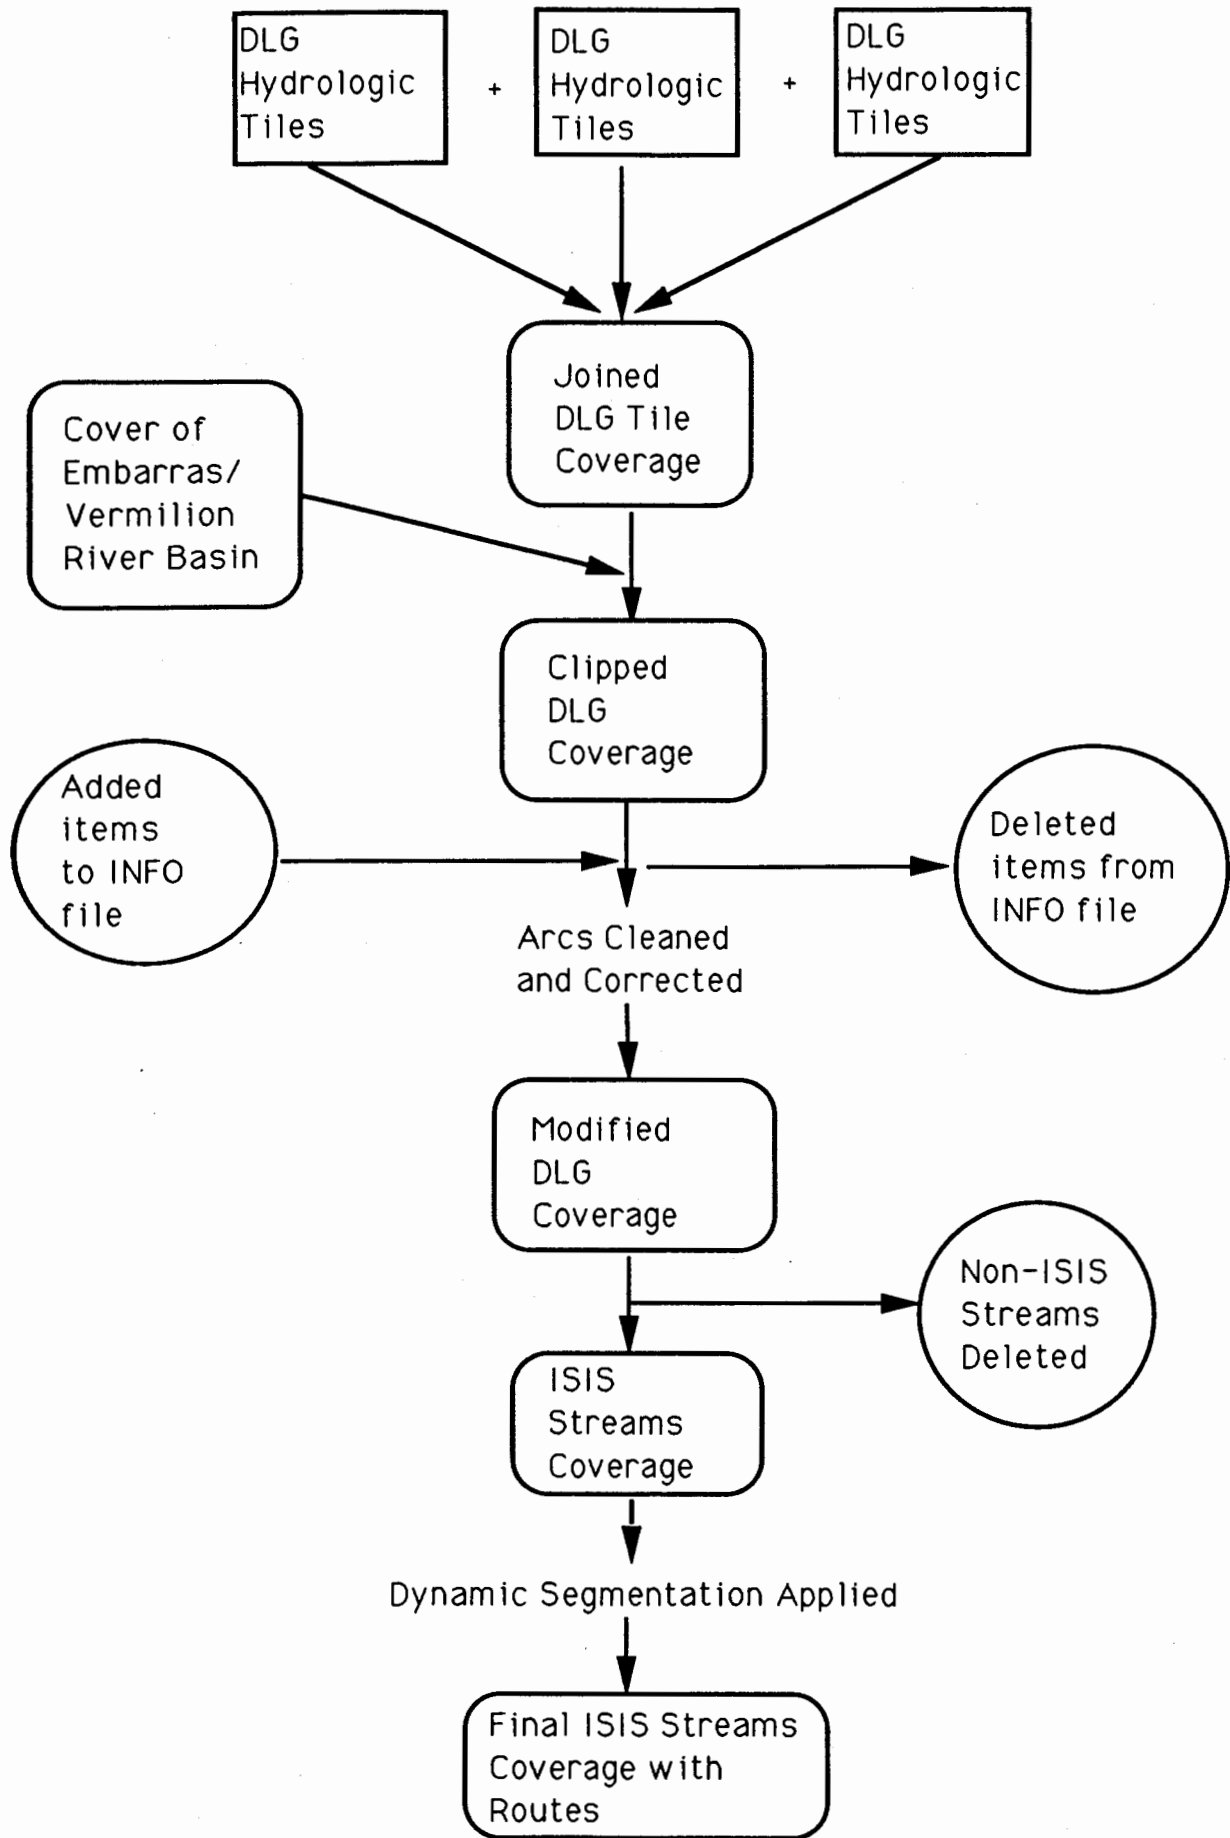 DLG
Hydrologic
Tiles
+
DLG
Hydrologic
Tiles
+
DLG
Hydrologic
Tiles
Joined
DLG Tile
Coverage
Cover of
Embarras/
Vermilion
River Basin
Clipped
DLG
Coverage
Added
items
to INFO
file
Deleted
items from
INFO file
Arcs Cleaned
and Corrected
Modified
DLG
Coverage
Non-ISIS
Streams
Deleted
ISIS
Streams
Coverage
Dynamic Segmentation Applied
Final ISIS Streams
Coverage with
Routes